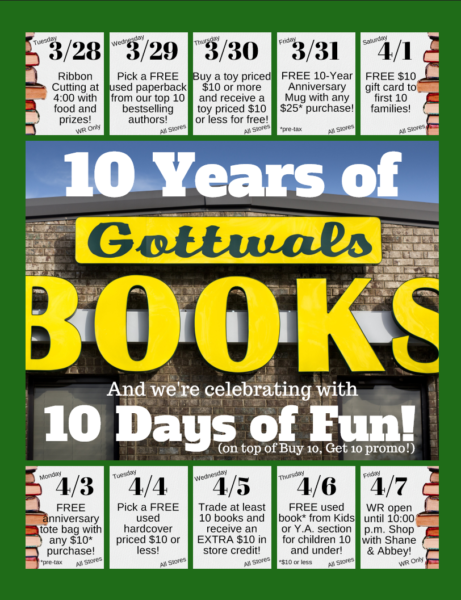 Tuesday
3/28
Ribbon
Cutting at
4:00 with
food and
prizes!
WR Only
Wednesday
3/29
Pick a FREE
used paperback
from our top 10
bestselling
authors!
All Stores
Thursday
3/30
Buy a toy priced
$10 or more
and receive a
toy priced $10
or less for free!
All Stores
Friday
3/31
FREE 10-Year
Anniversary
Mug with any
$25* purchase!
*pre-tax
All Stores
Saturday
4/1
FREE $10
gift card to
first 10
families!
All Stores
10 Years of
Gottwals
BOOKS
And we're celebrating with
10 Days of Fun!
(on top of Buy 10, Get 10 promo!)
Monday
4/3
FREE
anniversary
tote bag with
any $10*
purchase!
*pre-tax
All Stores
Tuesday
4/4
Pick a FREE
used
hardcover
priced $10 or
less!
All Stores
Wednesday
4/5
Trade at least
10 books and
receive an
EXTRA $10 in
store credit!
All Stores
Thursday
4/6
FREE used
book* from Kids
or Y.A. section
for children 10
and under!
*$10 or less
All Stores
Friday
4/7
WR open
until 10:00
p.m. Shop
with Shane
& Abbey!
WR Only